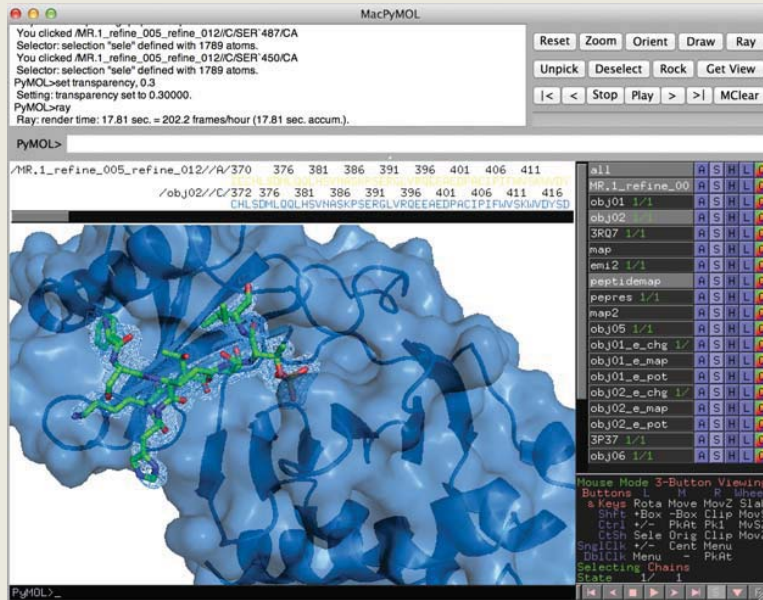 MacPyMOL
You clicked /MR.1_refine_005_refine_012//C/SER`487/CA
Selector: selection "sele" defined with 1789 atoms.
You clicked /MR.1_refine_005_refine_012//C/SER`450/CA
Selector: selection "sele" defined with 1789 atoms.
PyMOL>set transparency, 0.3
Setting: transparency set to 0.30000.
PyMOL>ray
Ray: render time: 17.81 sec. = 202.2 frames/hour (17.81 sec. accum.).
Reset Zoom Orient Draw Ray
Unpick Deselect Rock Get View
|< < Stop Play > >| MClear
PyMOL>
/MR.1_refine_005_refine_012//A/370 376 381 386 391 396 401 406 411
/obj02//C/372 376 381 386 391 396 401 406 411 416
CHLSDMLQQLHSVNASKPSERGLVRQEEAEDPACIPIFWVSKWVDYSD
all A S H L
MR.1_refine_00 A S H L
obj01 1/1 A S H L
obj02 1/1 A S H L
3RQ7 1/1 A S H L
map A S H L
emi2 1/1 A S H L
peptidemap A S H L
pepres 1/1 A S H L
map2 A S H L
obj05 1/1 A S H L
obj01_e_chg 1/ A S H L
obj01_e_map A S H L
obj01_e_pot A S H L
obj02_e_chg 1/ A S H L
obj02_e_map A S H L
obj02_e_pot A S H L
3P37 1/1 A S H L
obj06 1/1 A S H L
Mouse Mode 3-Button Viewing
Buttons L M R Wheel
& Keys Rota Move MovZ Slab
Shft +Box -Box Clip MovS
Ctrl +/- PkAt Pk1 MvSZ
CtSh Sele Orig Clip MovZ
SnglClk +/- Cent Menu
DblClk Menu - PkAt
Selecting Chains
State 1/ 1
PyMOL>_